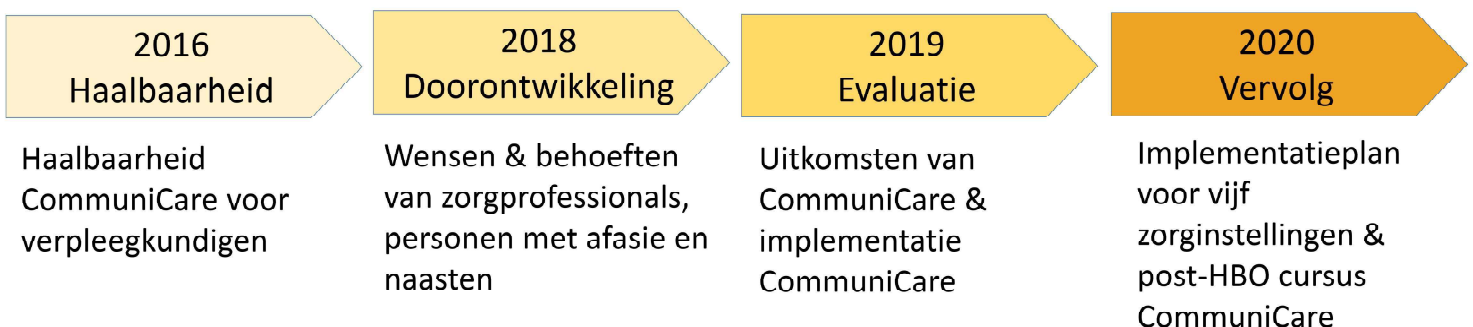 2016
Haalbaarheid
Haalbaarheid
CommuniCare voor
verpleegkundigen
2018
Doorontwikkeling
Wensen & behoeften
van zorgprofessionals,
personen met afasie en
naasten
2019
Evaluatie
Uitkomsten van
CommuniCare &
implementatie
CommuniCare
2020
Vervolg
Implementatieplan
voor vijf
zorginstellingen &
post-HBO cursus
CommuniCare